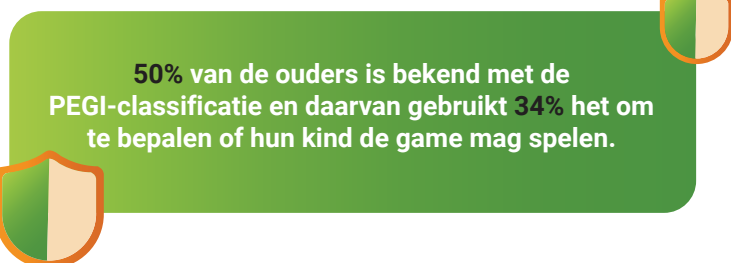 50% van de ouders is bekend met de
PEGI-classificatie en daarvan gebruikt 34% het om
te bepalen of hun kind de game mag spelen.